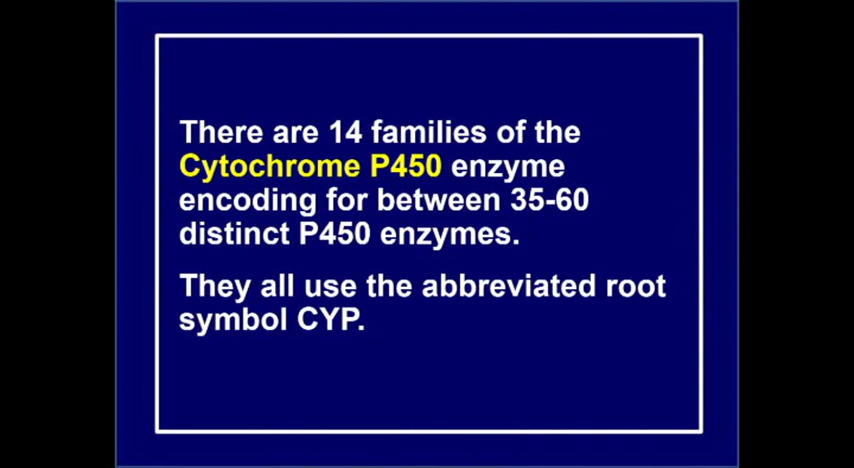 There are 14 families of the
Cytochrome P450 enzyme
encoding for between 35-60
distinct P450 enzymes.
They all use the abbreviated root
symbol CYP.